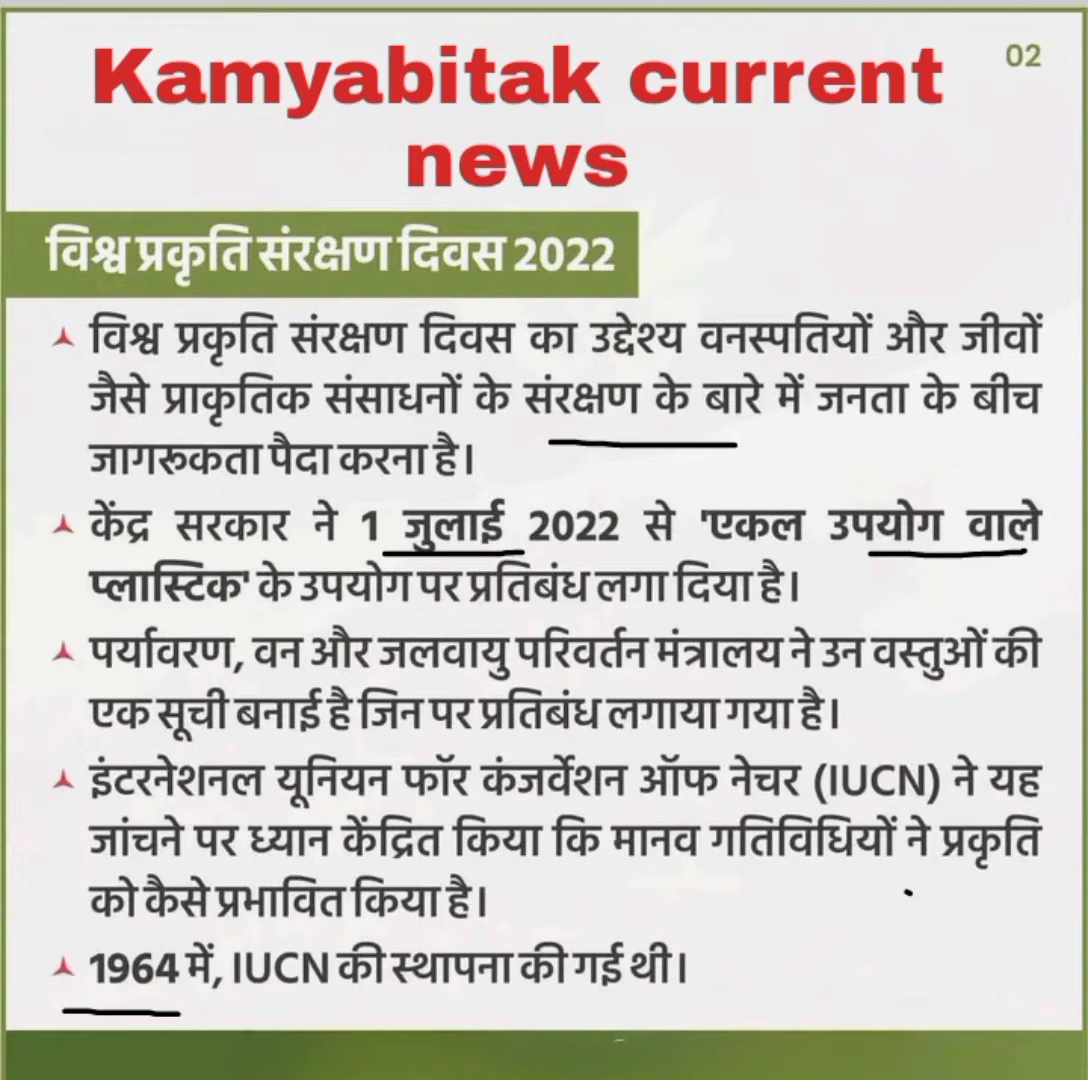 Kamyabitak current
news
02
विश्व प्रकृति संरक्षण दिवस 2022
विश्व प्रकृति संरक्षण दिवस का उद्देश्य वनस्पतियों और जीवों
जैसे प्राकृतिक संसाधनों के संरक्षण के बारे में जनता के बीच
जागरूकता पैदा करना है।
केंद्र सरकार ने 1 जुलाई 2022 से 'एकल उपयोग वाले
प्लास्टिक' के उपयोग पर प्रतिबंध लगा दिया है।
पर्यावरण, वन और जलवायु परिवर्तन मंत्रालय ने उन वस्तुओं की
एक सूची बनाई है जिन पर प्रतिबंध लगाया गया है।
इंटरनेशनल यूनियन फॉर कंजर्वेशन ऑफ नेचर (IUCN) ने यह
जांचने पर ध्यान केंद्रित किया कि मानव गतिविधियों ने प्रकृति
को कैसे प्रभावित किया है।
1964 में, IUCN की स्थापना की गई थी।